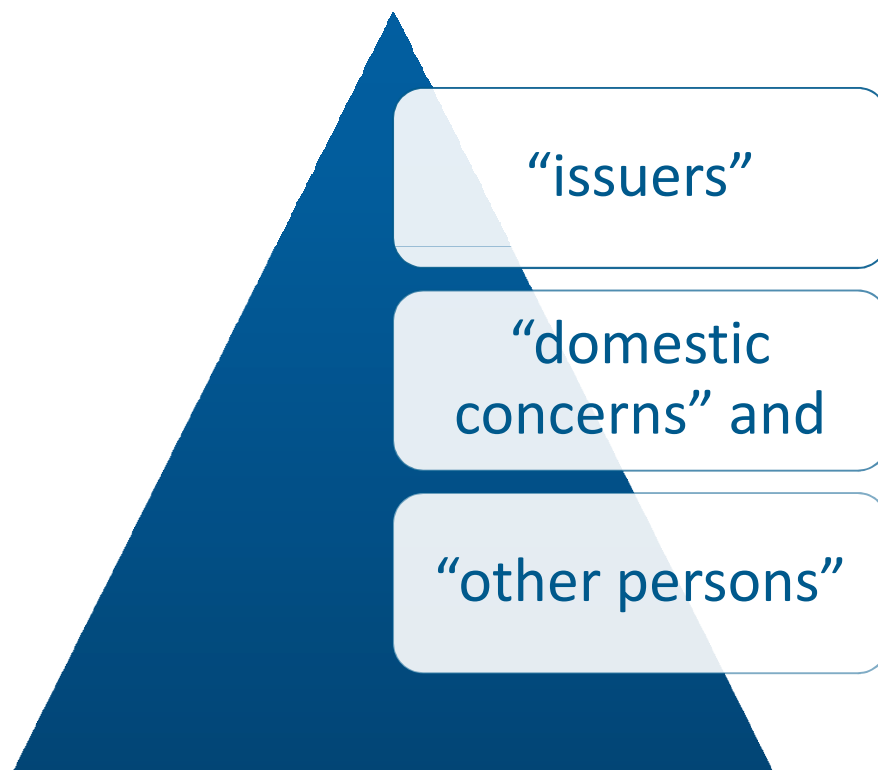 “issuers”
“domestic
concerns” and
“other persons”